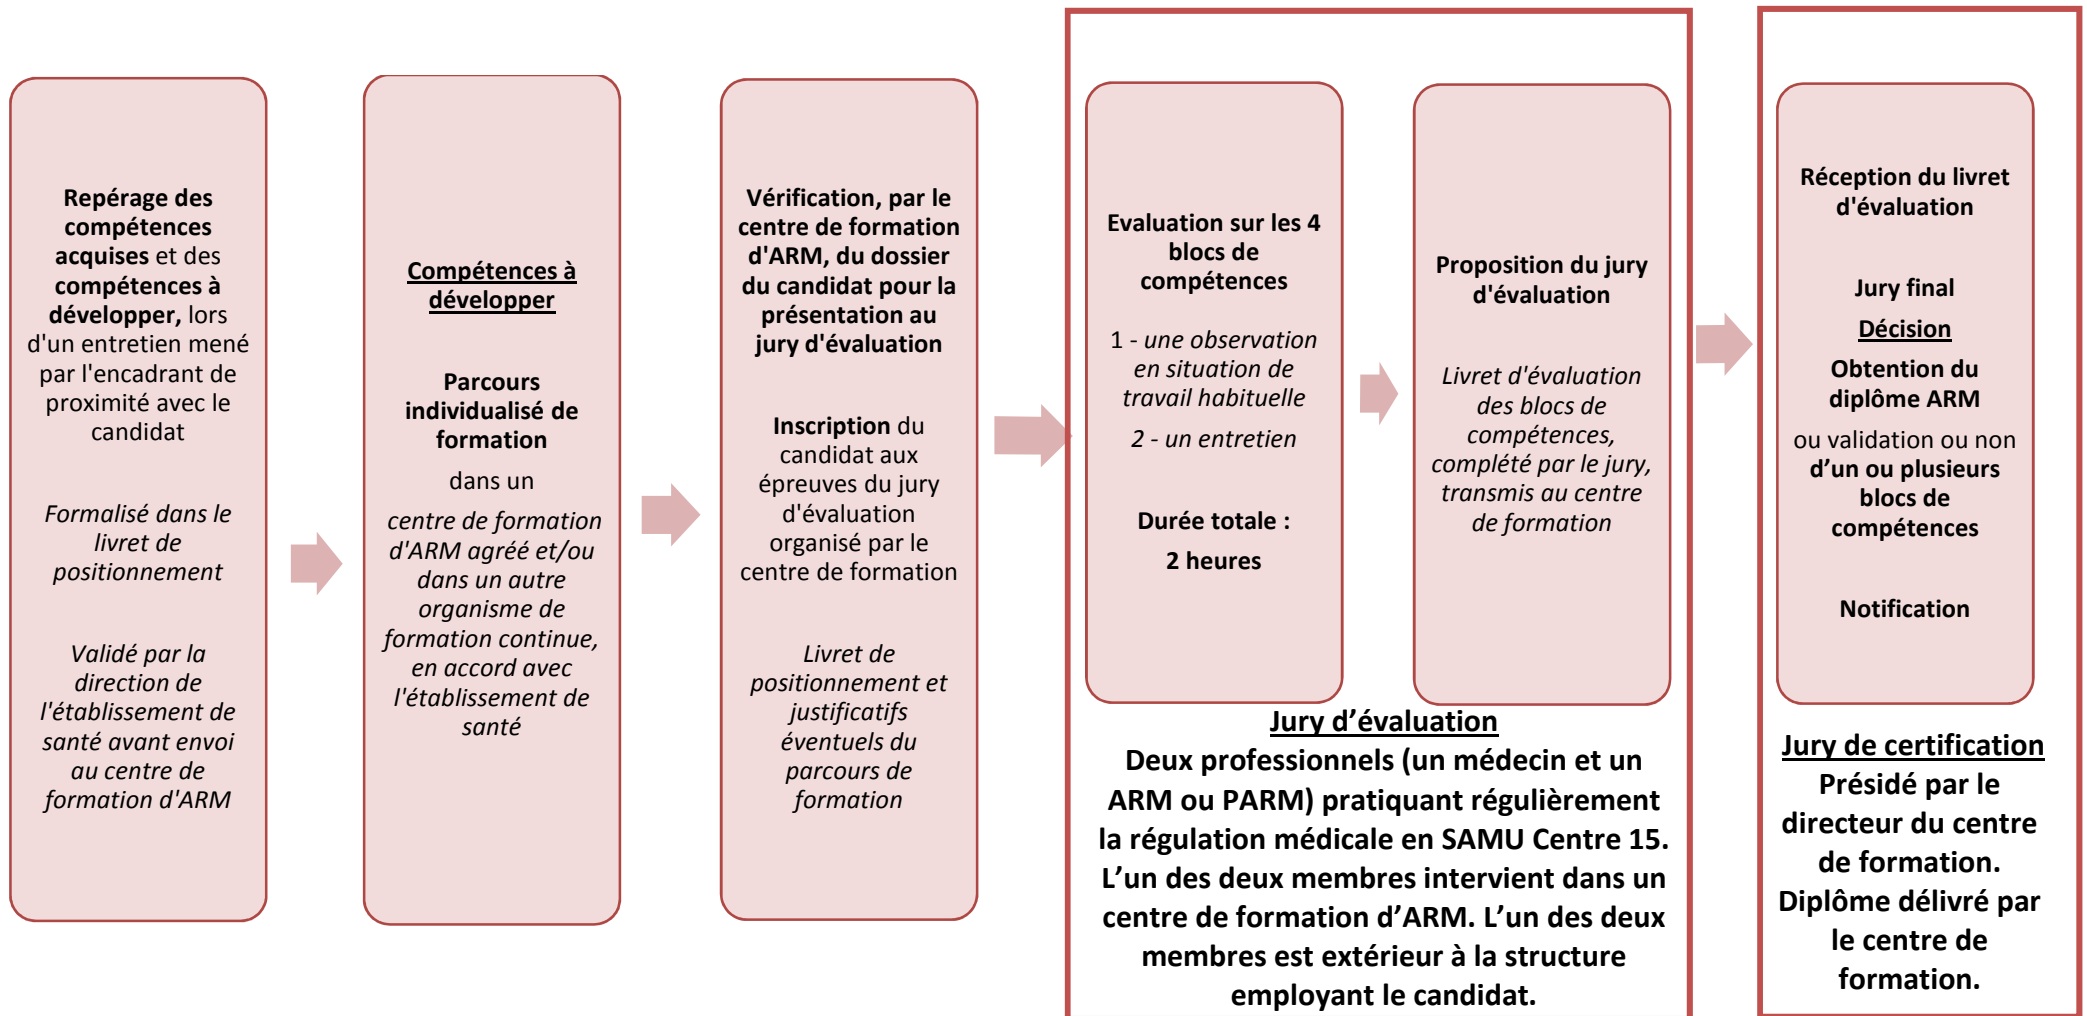 Repérage des
compétences
acquises et des
compétences à
développer, lors
d'un entretien mené
par l'encadrant de
proximité avec le
candidat
Formalisé dans le
livret de
positionnement
Validé par la
direction de
l'établissement de
santé avant envoi
au centre de
formation d'ARM
Compétences à
développer
Parcours
individualisé de
formation
dans un
centre de formation
d'ARM agréé et/ou
dans un autre
organisme de
formation continue,
en accord avec
l'établissement de
santé
Vérification, par le
centre de formation
d'ARM, du dossier
du candidat pour la
présentation au
jury d'évaluation
Inscription du
candidat aux
épreuves du jury
d'évaluation
organisé par le
centre de formation
Livret de
positionnement et
justificatifs
éventuels du
parcours de
formation
Evaluation sur les 4
blocs de
compétences
1 - une observation
en situation de
travail habituelle
2 - un entretien
Durée totale :
2 heures
Proposition du jury
d'évaluation
Livret d'évaluation
des blocs de
compétences,
complété par le jury,
transmis au centre
de formation
Jury d’évaluation
Deux professionnels (un médecin et un
ARM ou PARM) pratiquant régulièrement
la régulation médicale en SAMU Centre 15.
L’un des deux membres intervient dans un
centre de formation d’ARM. L’un des deux
membres est extérieur à la structure
employant le candidat.
Réception du livret
d'évaluation
Jury final
Décision
Obtention du
diplôme ARM
ou validation ou non
d’un ou plusieurs
blocs de
compétences
Notification
Jury de certification
Présidé par le
directeur du centre
de formation.
Diplôme délivré par
le centre de
formation.